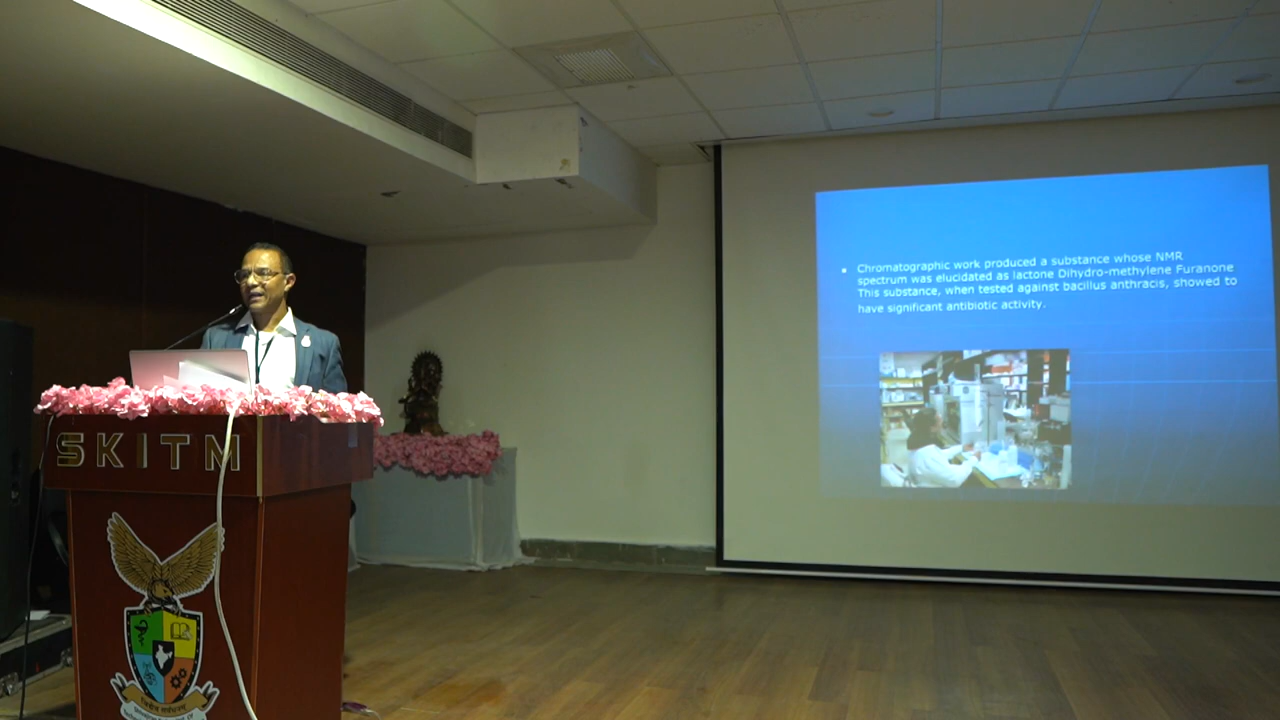 Chromatographic work produced a substance whose NMR
spectrum was elucidated as lactone Dihydro-methylene Furanone
This substance, when tested against bacillus anthracis, showed to
have significant antibiotic activity.
SKITM